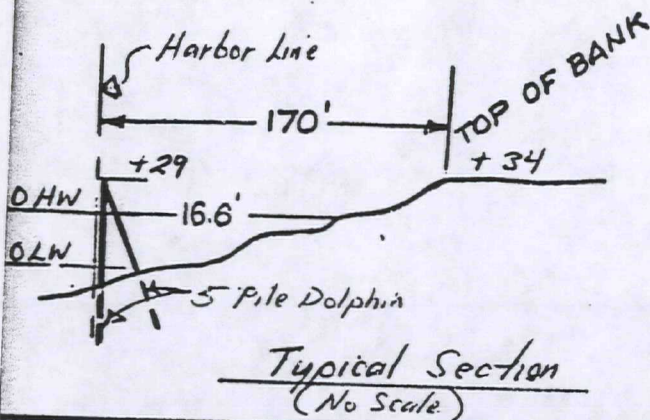 Harbor Line
170'
TOP OF BANK
+29
+34
OHW
16.6'
OLW
5 Pile Dolphin
Typical Section
(No Scale)